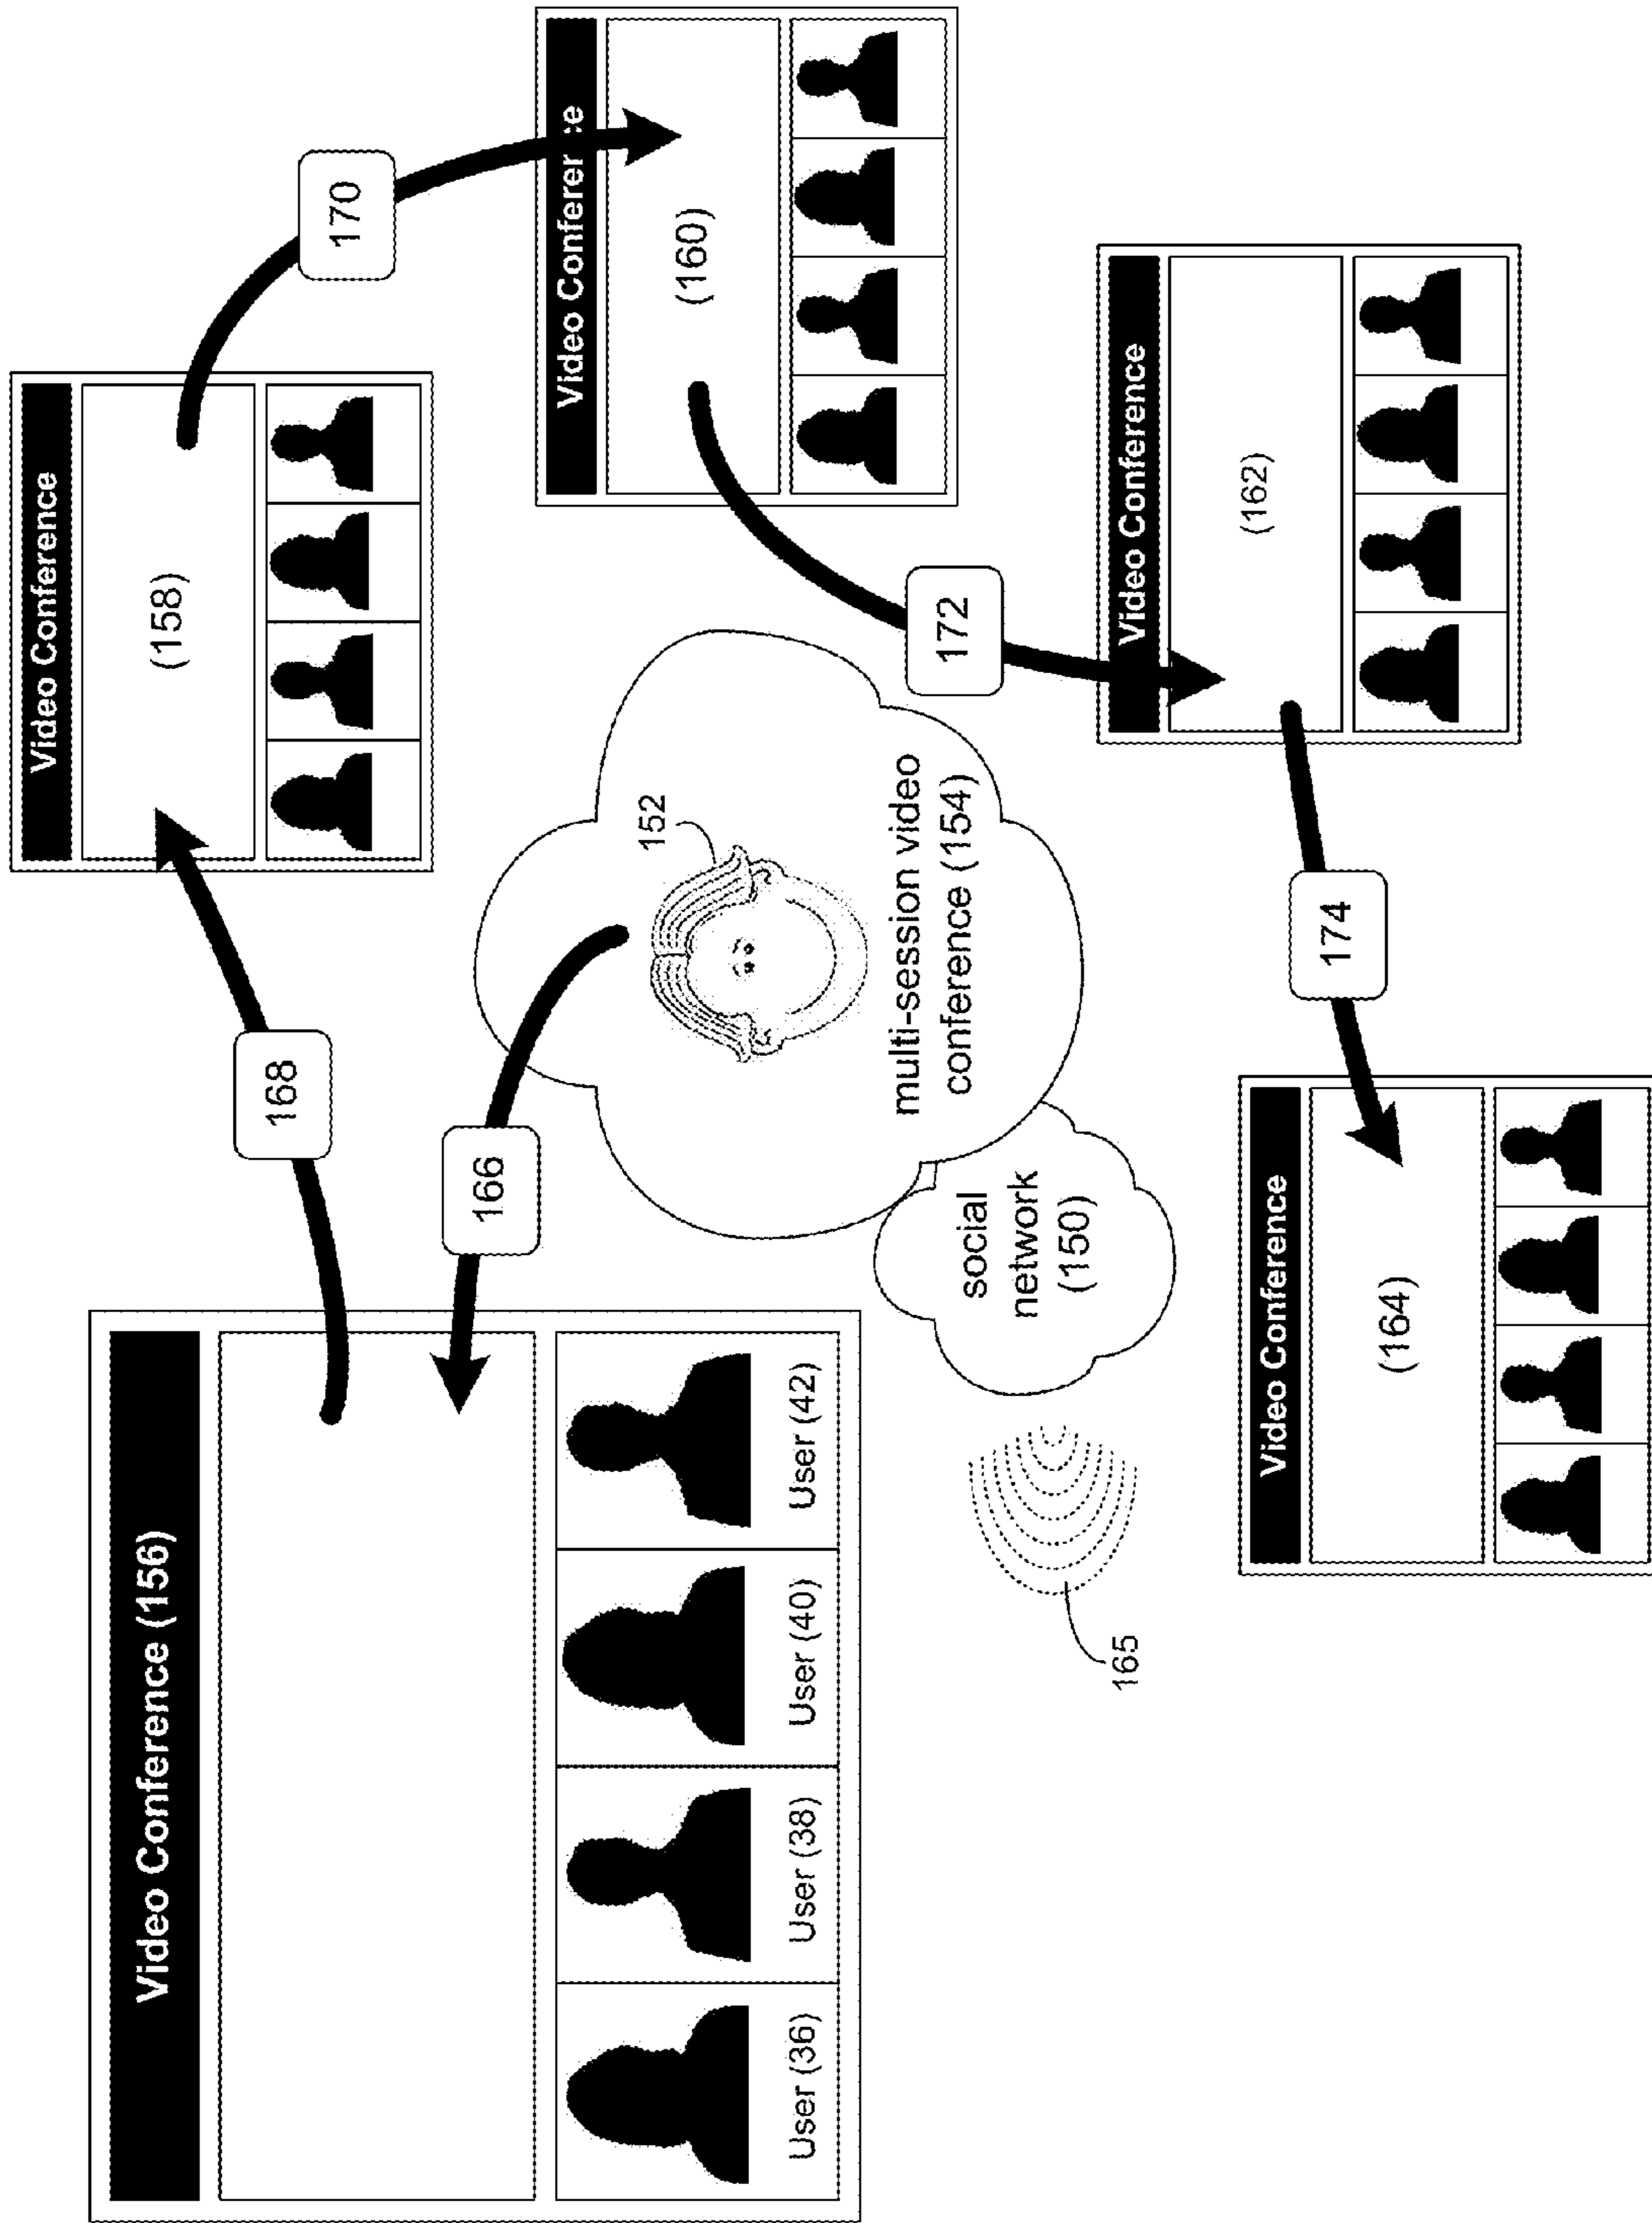 Video Conference (156)
User (36)
User (38)
User (40)
User (42)
168
166
Video Conference
(158)
170
Video Conference
(160)
152
multi-session video
conference (154)
social
network
(150)
165
172
Video Conference
(162)
174
Video Conference
(164)